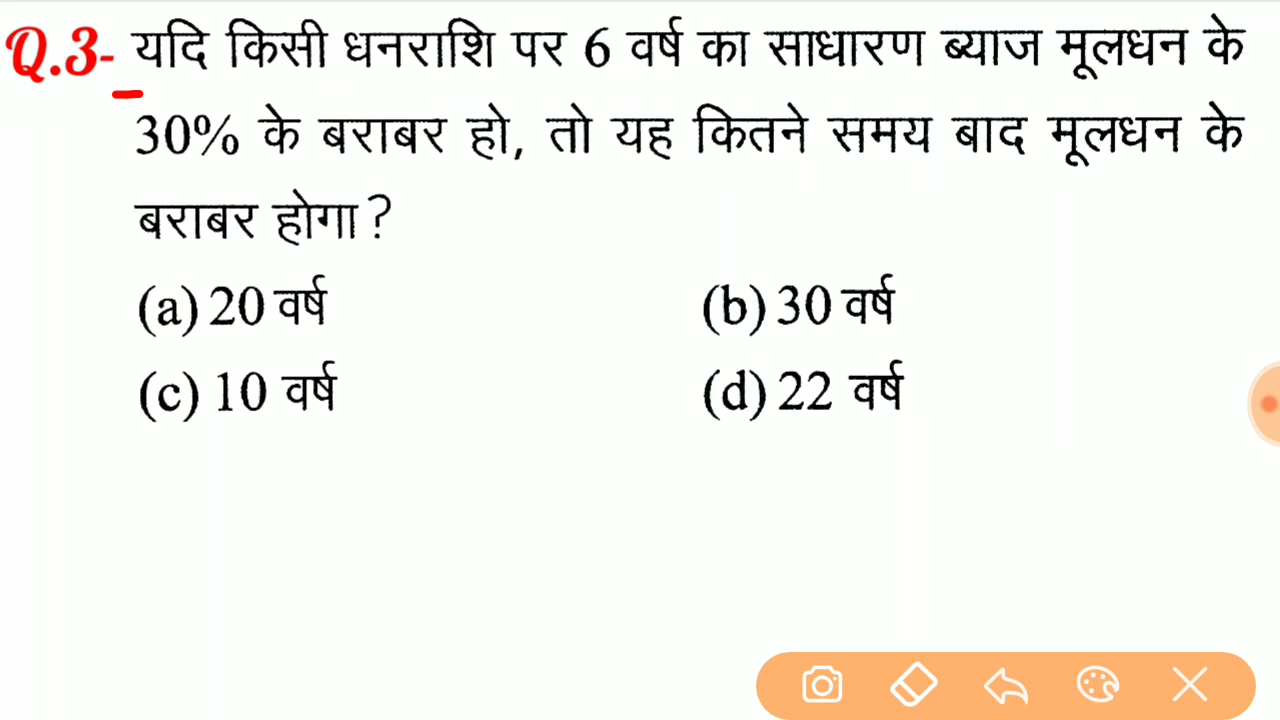 Q.3- यदि किसी धनराशि पर 6 वर्ष का साधारण ब्याज मूलधन के
30% के बराबर हो, तो यह कितने समय बाद मूलधन के
बराबर होगा?
(a) 20 वर्ष (b) 30 वर्ष
(c) 10 वर्ष (d) 22 वर्ष